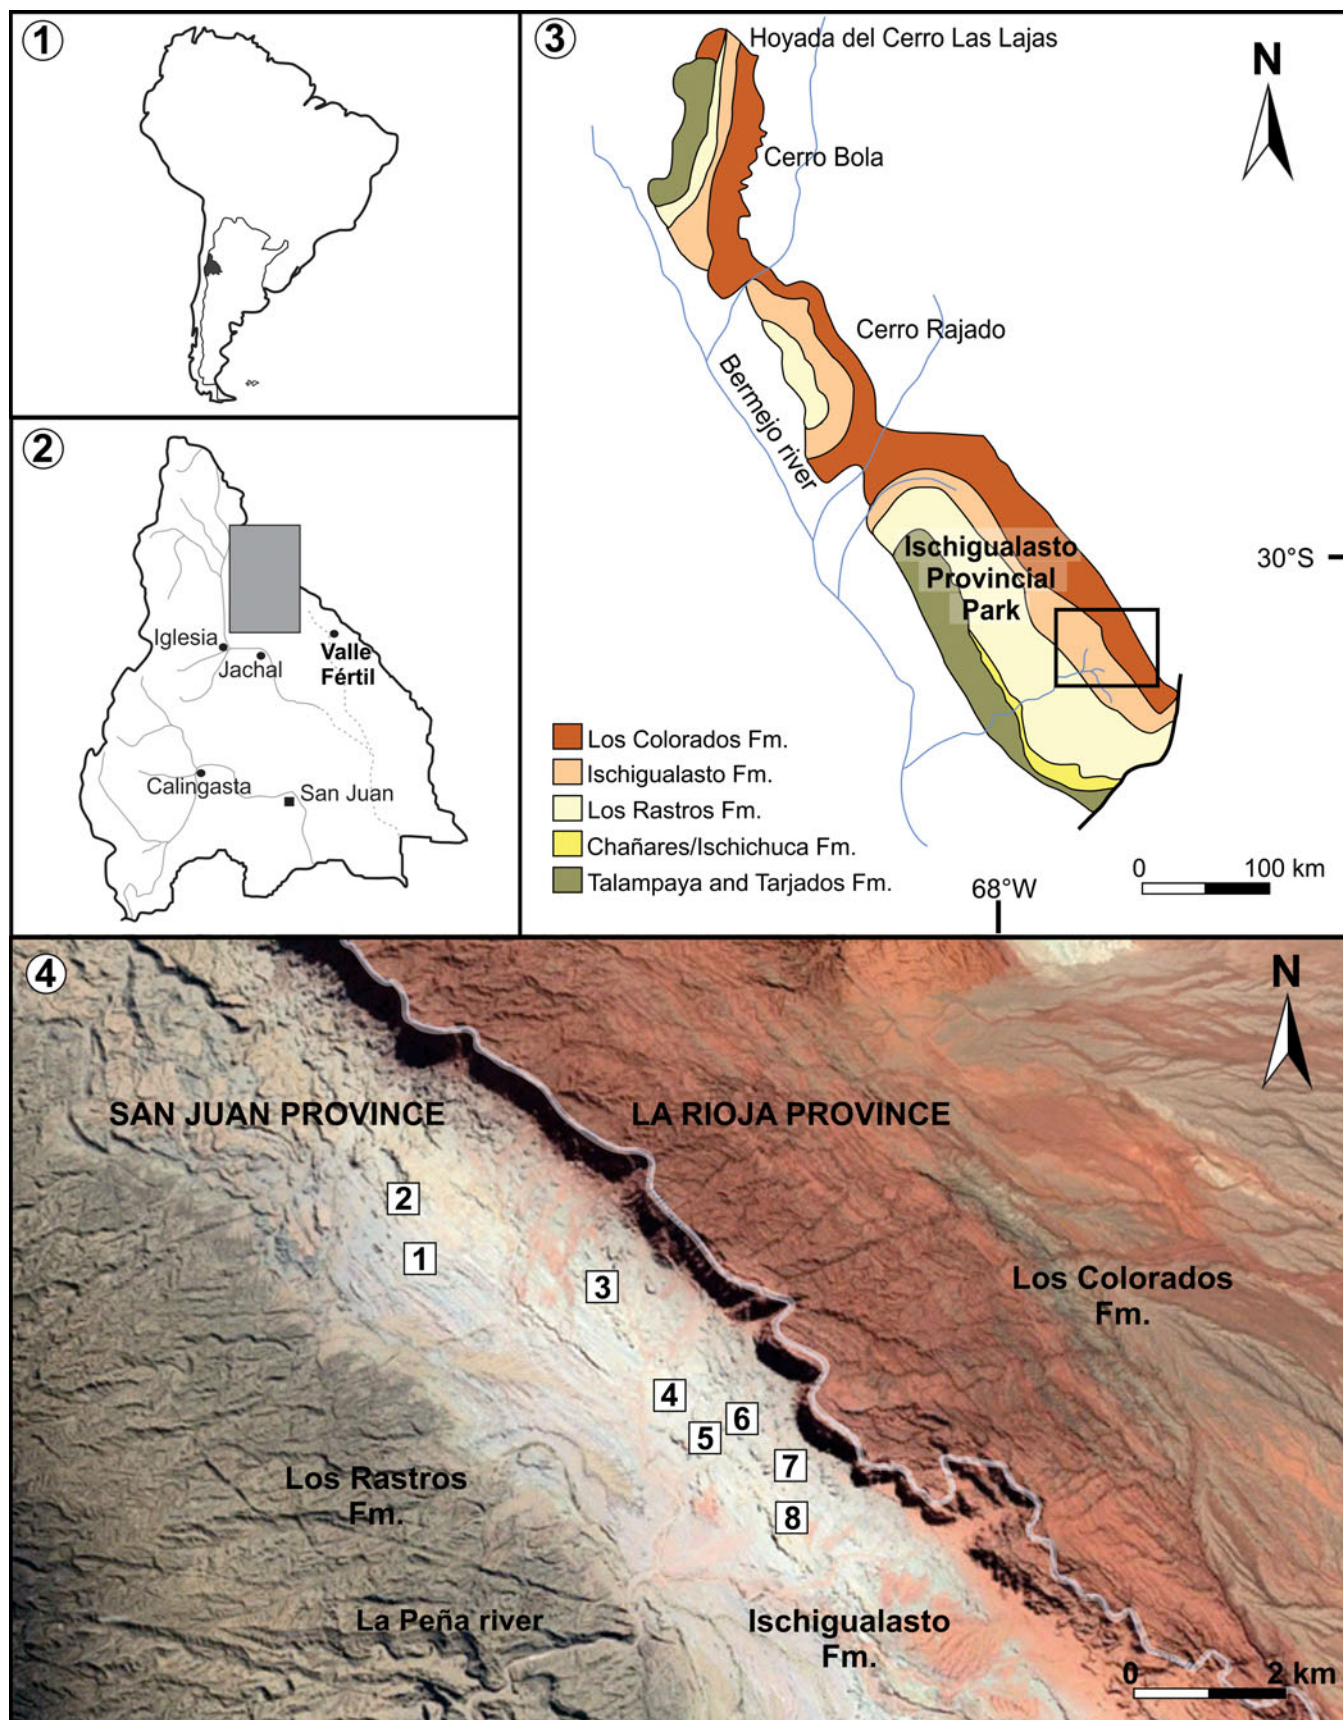 1
2
Iglesia
Jachal
Valle
Fértil
Calingasta
San Juan
3
Hoyada del Cerro Las Lajas
N
Cerro Bola
Cerro Rajado
Bermejo river
Ischigualasto
Provincial
Park
30°S
Los Colorados Fm.
Ischigualasto Fm.
Los Rastros Fm.
Chañares/Ischichuca Fm.
Talampaya and Tarjados Fm.
68°W
0 100 km
4
N
SAN JUAN PROVINCE
LA RIOJA PROVINCE
2
1
3
Los Colorados
Fm.
4
6
5
7
Los Rastros
Fm.
8
La Peña river
Ischigualasto
Fm.
0 2 km